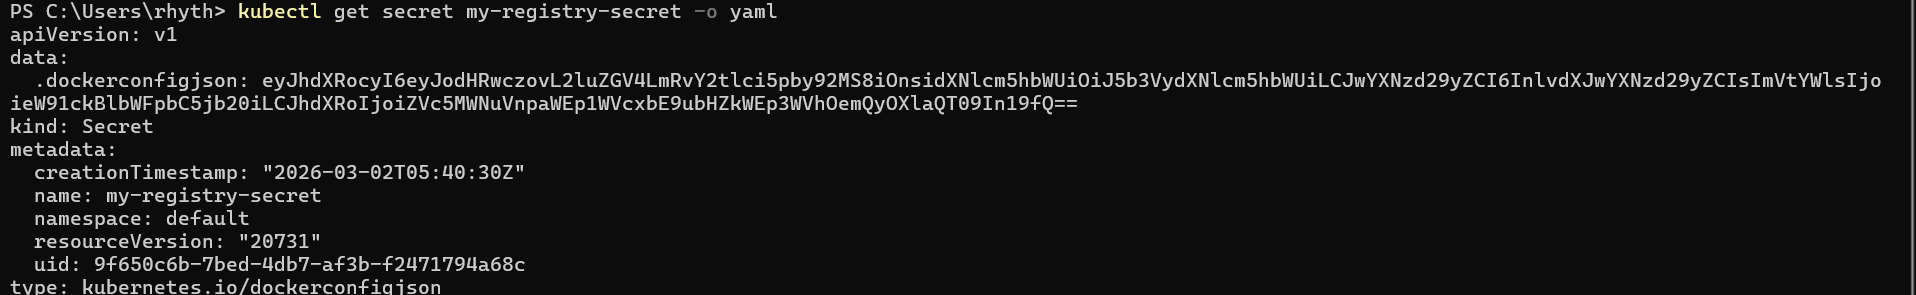 PS C:\Users\rhyth> kubectl get secret my-registry-secret -o yaml
apiVersion: v1
data:
  .dockerconfigjson: eyJhdXRocyI6eyJodHRwczovL2luZGV4LmRvY2tlci5pby92MS8iOnsidXNlcm5hbWUiOiJ5b3VydXNlcm5hbWUiLCJwYXNzd29yZCI6InlvdXJwYXNzd29yZCIsImVtYWlsIjo
ieW91ckBlbWFpbC5jb20iLCJhdXRoIjoiZVc5MWNuVnpaWEp1WVcxbE9ubHZkWEp3WVhOemQyOXlaQT09In19fQ==
kind: Secret
metadata:
  creationTimestamp: "2026-03-02T05:40:30Z"
  name: my-registry-secret
  namespace: default
  resourceVersion: "20731"
  uid: 9f650c6b-7bed-4db7-af3b-f2471794a68c
type: kubernetes.io/dockerconfigjson